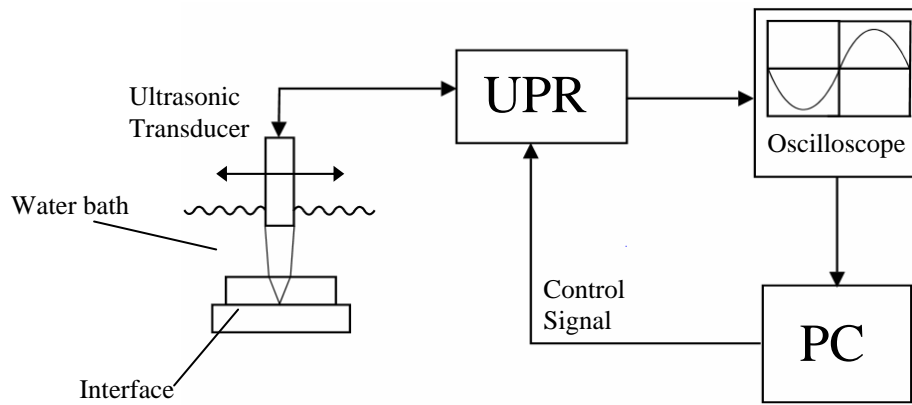 Ultrasonic
Transducer
UPR
Oscilloscope
Water bath
Control
Signal
PC
Interface